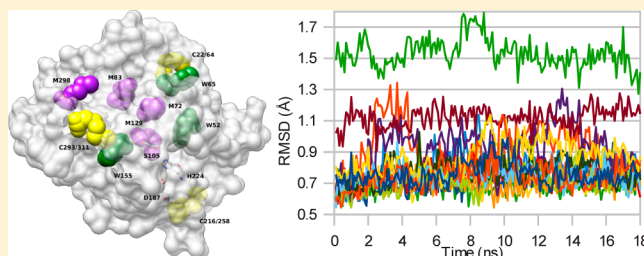 C22/64
M298
M83
W65
M72
M129
W52
C293/311
S105
W155
H224
D187
C216/258
RMSD (Å)
1.7
1.5
1.3
1.1
0.9
0.7
0.5
0 2 4 6 8 10 12 14 16 18
Time (ns)